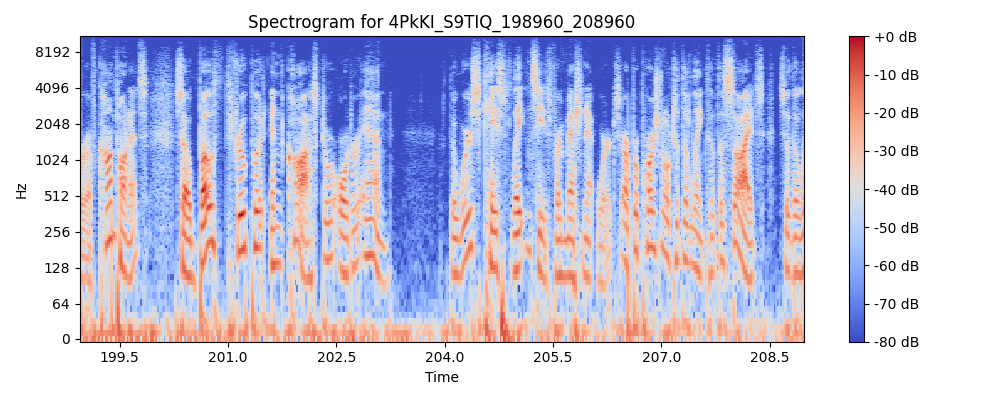 Spectrogram for 4PkKI_S9TIQ_198960_208960
Hz
8192
4096
2048
1024
512
256
128
64
0
199.5 201.0 202.5 204.0 205.5 207.0 208.5
Time
+0 dB
-10 dB
-20 dB
-30 dB
-40 dB
-50 dB
-60 dB
-70 dB
-80 dB